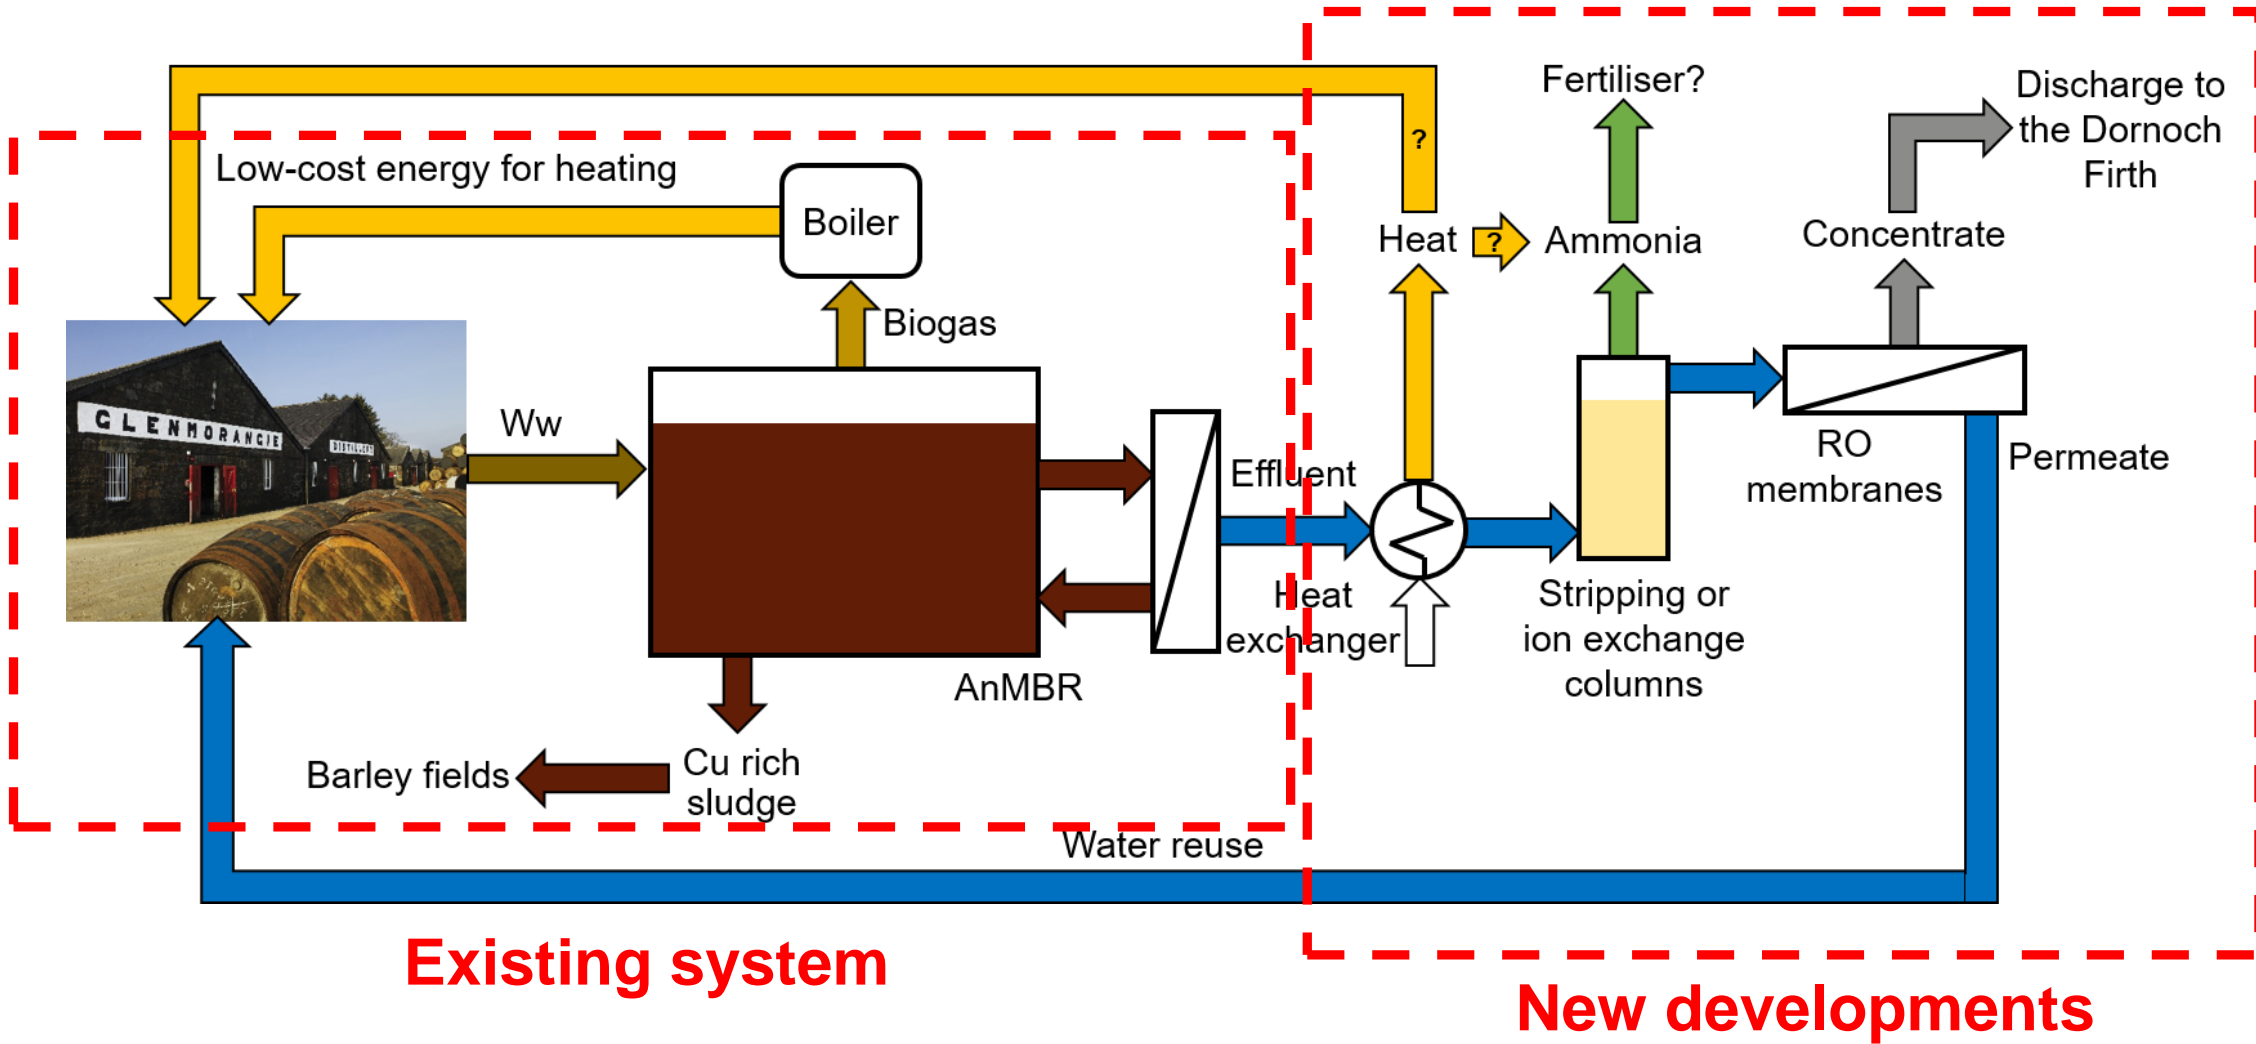 Fertiliser?
Discharge to
the Dornoch
Firth
?
Low-cost energy for heating
Boiler
Heat
?
Ammonia
Concentrate
Biogas
GLENMORANGIE
DISTILLERY
Ww
Effluent
RO
membranes
Permeate
Heat
exchanger
Stripping or
ion exchange
columns
AnMBR
Barley fields
Cu rich
sludge
Water reuse
Existing system
New developments